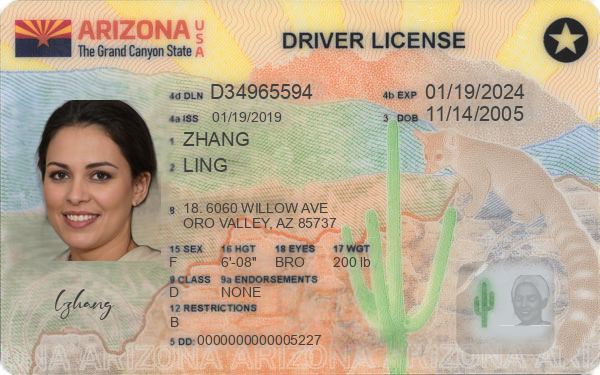 ARIZONA USA
The Grand Canyon State
DRIVER LICENSE
4d DLN D34965594 4b EXP 01/19/2024
4a ISS 01/19/2019 3 DOB 11/14/2005
1 ZHANG
2 LING
8 18. 6060 WILLOW AVE
ORO VALLEY, AZ 85737
15 SEX 16 HGT 18 EYES 17 WGT
F 6'-08" BRO 200 lb
9 CLASS 9a ENDORSEMENTS
D NONE
12 RESTRICTIONS
B
5 DD: 0000000000005227
Lzhang
ARIZONA ARIZONA ARIZONA ARIZONA